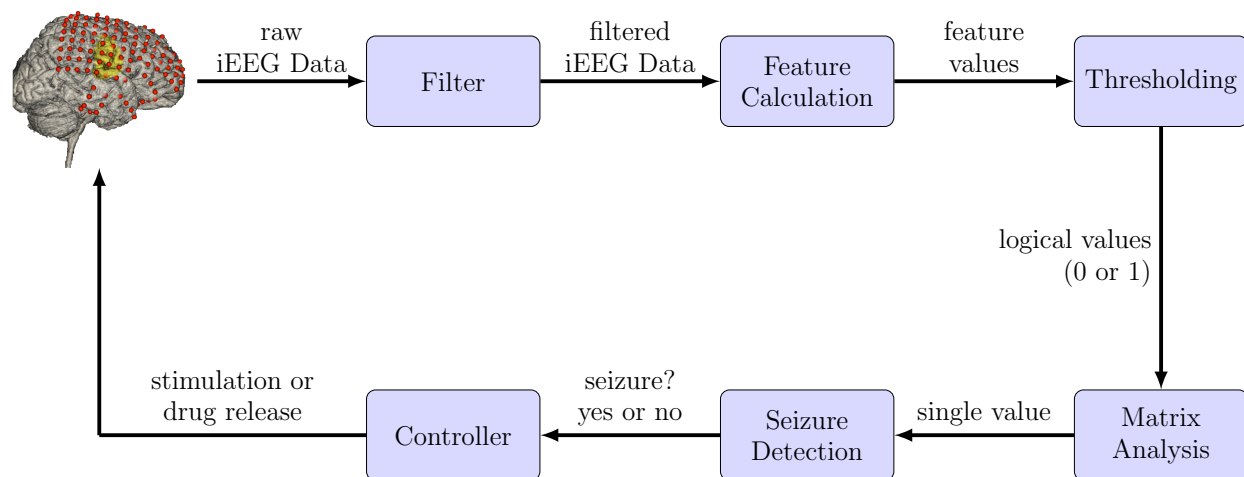 raw
iEEG Data
Filter
filtered
iEEG Data
Feature
Calculation
feature
values
Thresholding
logical values
(0 or 1)
Matrix
Analysis
single value
Seizure
Detection
seizure?
yes or no
Controller
stimulation or
drug release